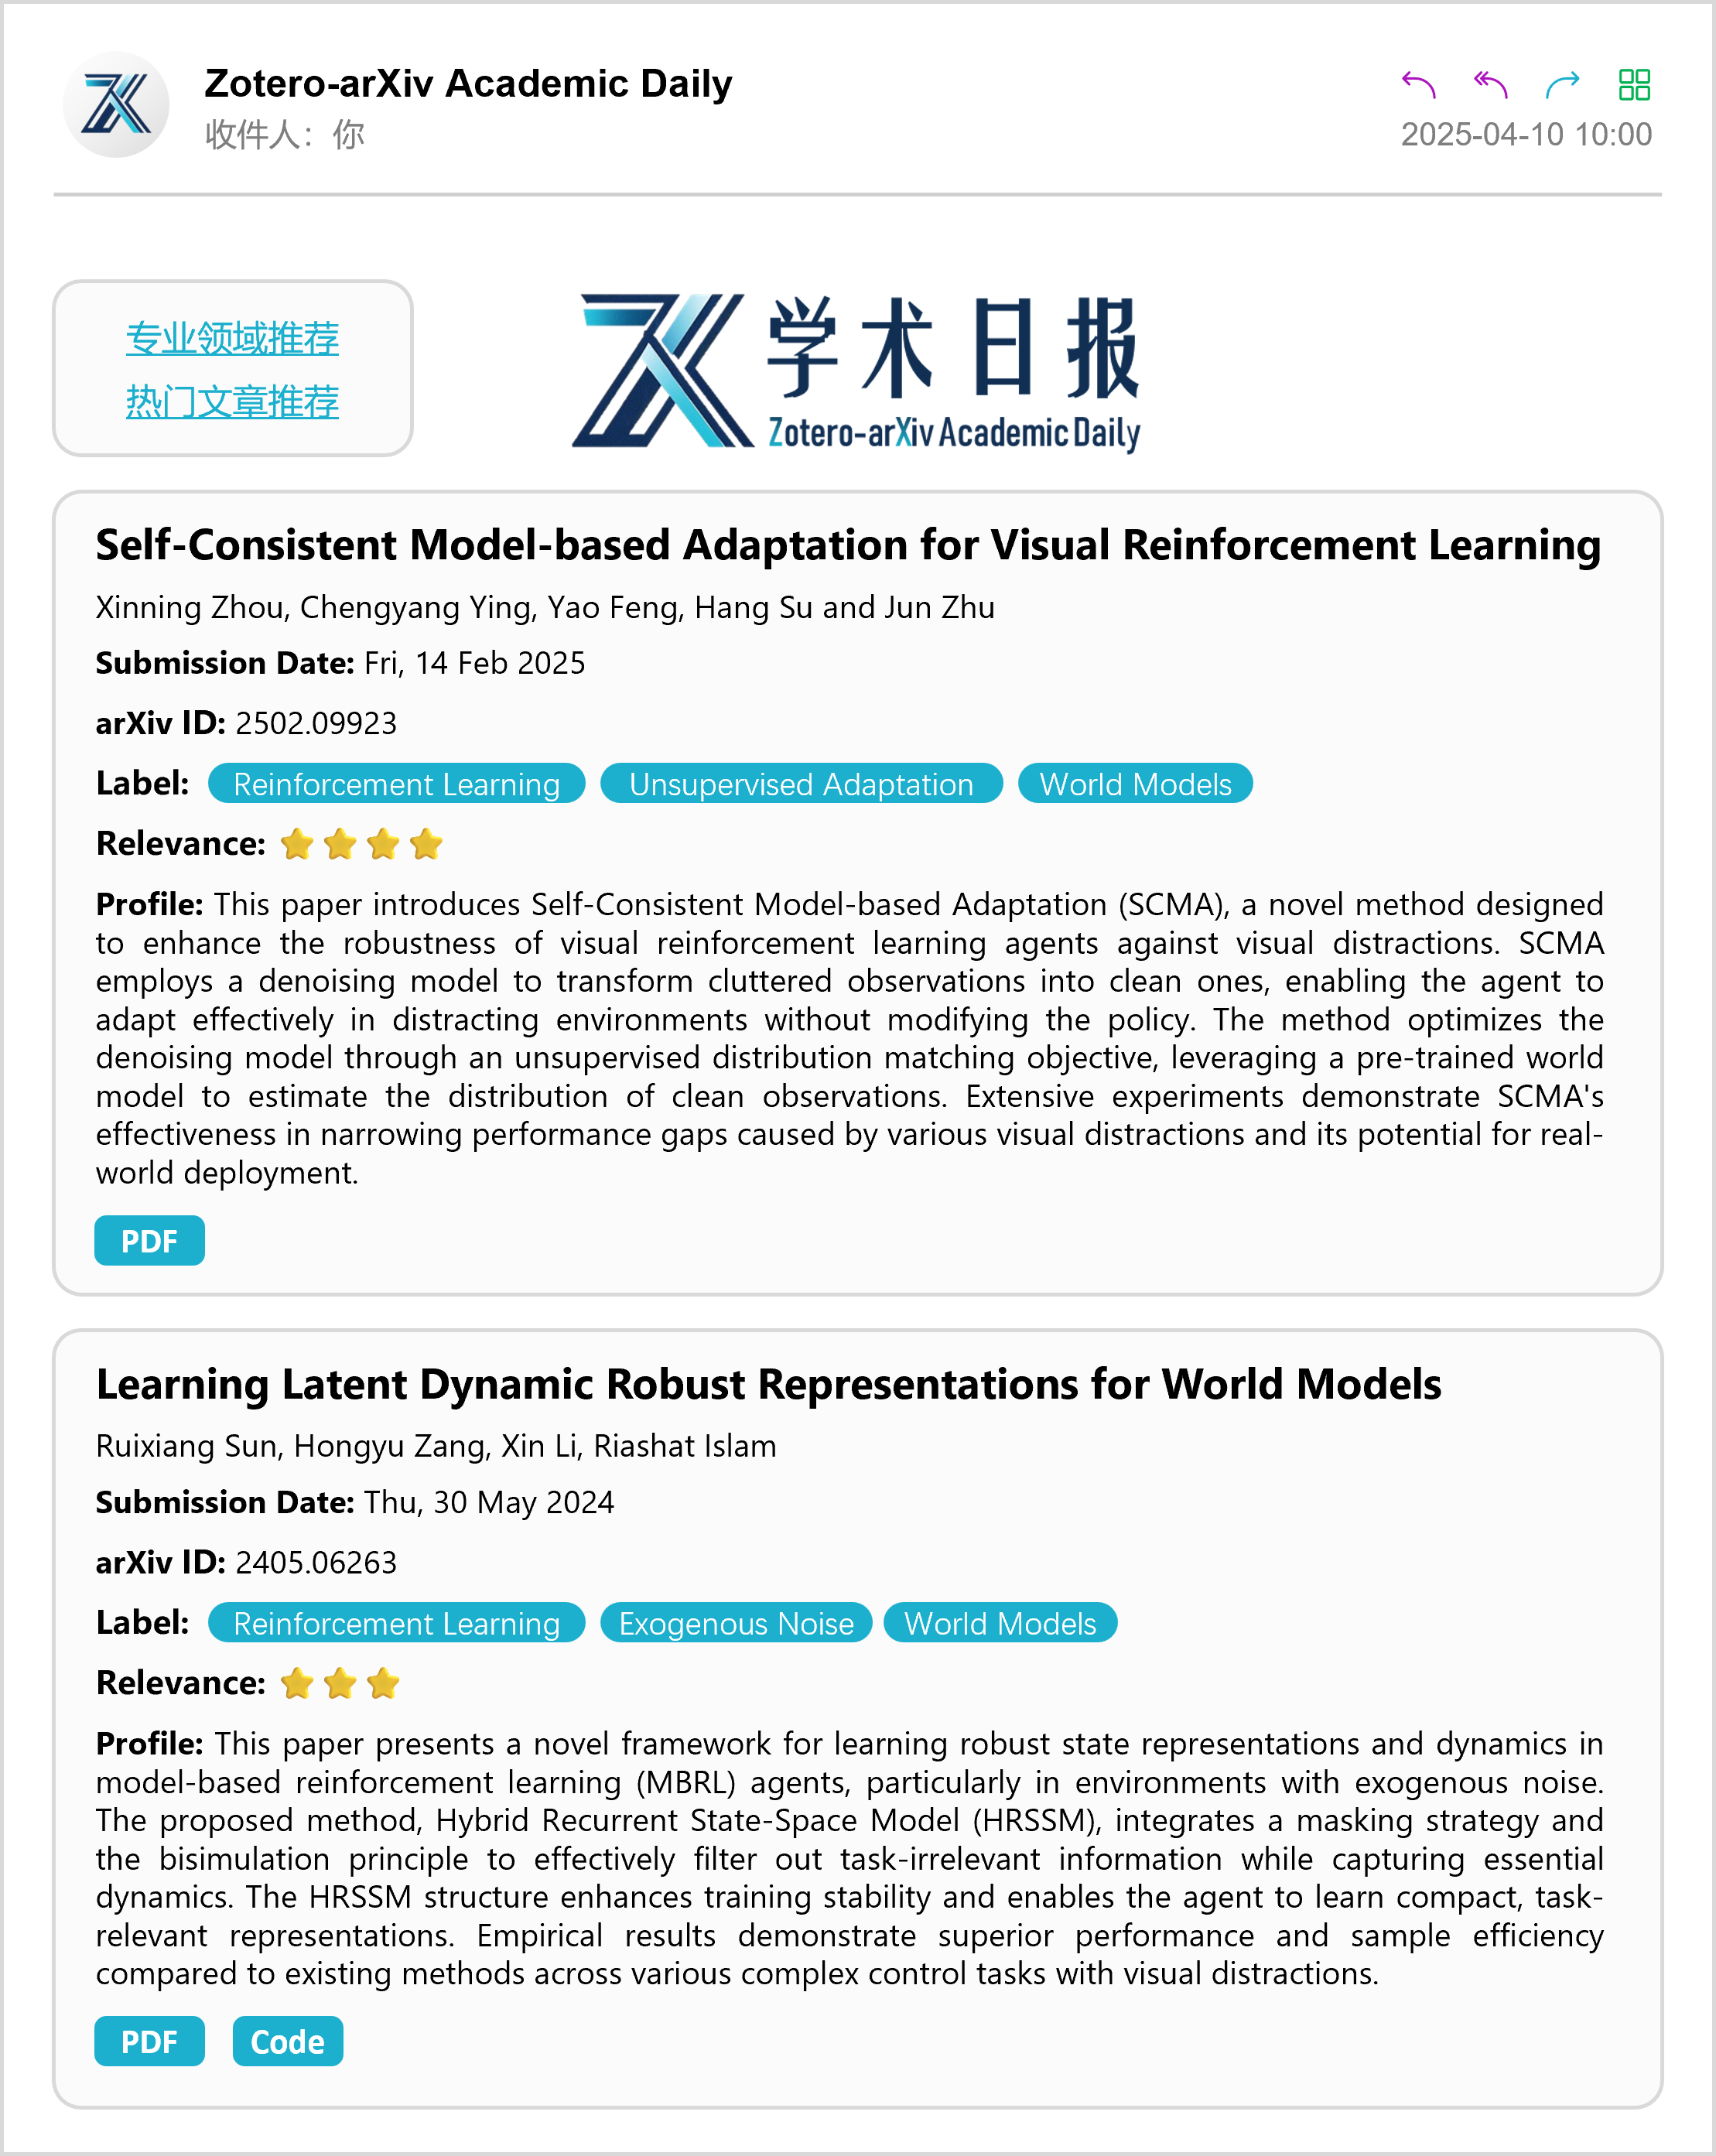 Zotero-arXiv Academic Daily
收件人：你
2025-04-10 10:00
专业领域推荐
热门文章推荐
学术日报
Zotero-arXiv Academic Daily
Self-Consistent Model-based Adaptation for Visual Reinforcement Learning
Xinning Zhou, Chengyang Ying, Yao Feng, Hang Su and Jun Zhu
Submission Date: Fri, 14 Feb 2025
arXiv ID: 2502.09923
Label: Reinforcement Learning Unsupervised Adaptation World Models
Relevance:
Profile: This paper introduces Self-Consistent Model-based Adaptation (SCMA), a novel method designed
to enhance the robustness of visual reinforcement learning agents against visual distractions. SCMA
employs a denoising model to transform cluttered observations into clean ones, enabling the agent to
adapt effectively in distracting environments without modifying the policy. The method optimizes the
denoising model through an unsupervised distribution matching objective, leveraging a pre-trained world
model to estimate the distribution of clean observations. Extensive experiments demonstrate SCMA's
effectiveness in narrowing performance gaps caused by various visual distractions and its potential for real-
world deployment.
PDF
Learning Latent Dynamic Robust Representations for World Models
Ruixiang Sun, Hongyu Zang, Xin Li, Riashat Islam
Submission Date: Thu, 30 May 2024
arXiv ID: 2405.06263
Label: Reinforcement Learning Exogenous Noise World Models
Relevance:
Profile: This paper presents a novel framework for learning robust state representations and dynamics in
model-based reinforcement learning (MBRL) agents, particularly in environments with exogenous noise.
The proposed method, Hybrid Recurrent State-Space Model (HRSSM), integrates a masking strategy and
the bisimulation principle to effectively filter out task-irrelevant information while capturing essential
dynamics. The HRSSM structure enhances training stability and enables the agent to learn compact, task-
relevant representations. Empirical results demonstrate superior performance and sample efficiency
compared to existing methods across various complex control tasks with visual distractions.
PDF Code